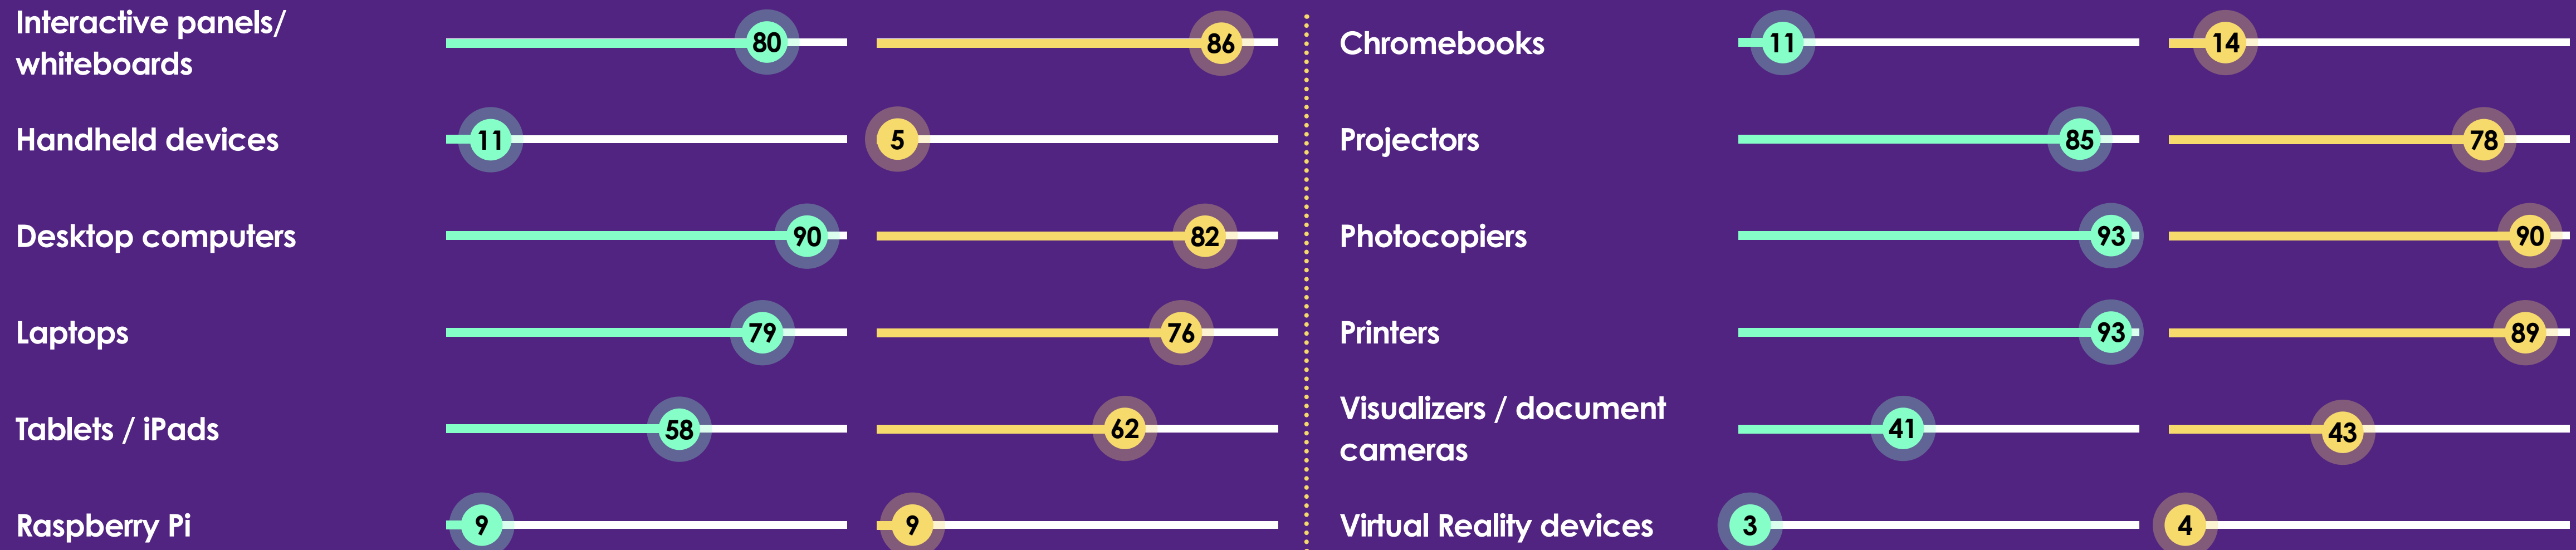 Interactive panels/
whiteboards
80
86
Handheld devices
11
5
Desktop computers
90
82
Laptops
79
76
Tablets / iPads
58
62
Raspberry Pi
9
9
Chromebooks
11
14
Projectors
85
78
Photocopiers
93
90
Printers
93
89
Visualizers / document
cameras
41
43
Virtual Reality devices
3
4